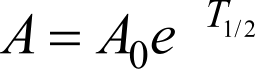 A = A₀e T₁/₂